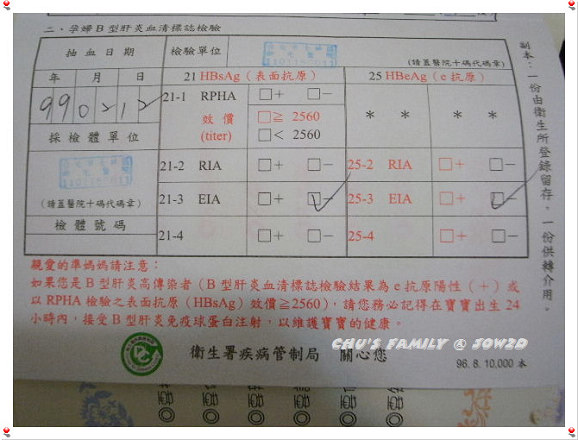 二、孕婦B型肝炎血清標誌檢驗
抽血日期
檢驗單位
(請蓋醫院十碼代碼章)
年 月 日
21 HBsAg (表面抗原)
25 HBeAg (e 抗原)
990212
21-1 RPHA □+ □-
效價 □≧ 2560
(titer) □< 2560
* * * *
採檢體單位
21-2 RIA □+ □-
25-2 RIA □+ □-
21-3 EIA □+ □-
25-3 EIA □+ □-
(請蓋醫院十碼代碼章)
檢體號碼
21-4 □+ □-
25-4 □+ □-
副本:一份由衛生所登錄留存,一份供轉介用。
親愛的準媽媽請注意:
如果您是B型肝炎高傳染者(B型肝炎血清標誌檢驗結果為e抗原陽性(+)或
以RPHA檢驗之表面抗原(HBsAg)效價≧2560),請您務必記得在寶寶出生24
小時內,接受B型肝炎免疫球蛋白注射,以維護寶寶的健康。
CHU'S FAMILY @ JOW2D
衛生署疾病管制局 關心您
96. 8. 10,000 本